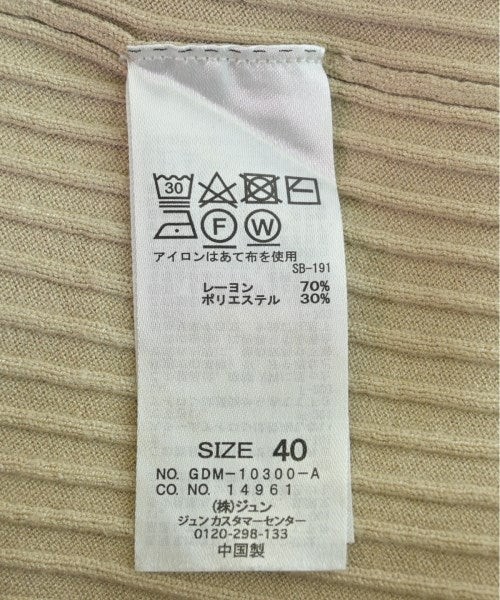 30
F W
アイロンはあて布を使用
SB-191
レーヨン 70%
ポリエステル 30%
SIZE 40
NO. GDM-10300-A
CO. NO. 14961
(株)ジュン
ジュンカスタマーセンター
0120-298-133
中国製